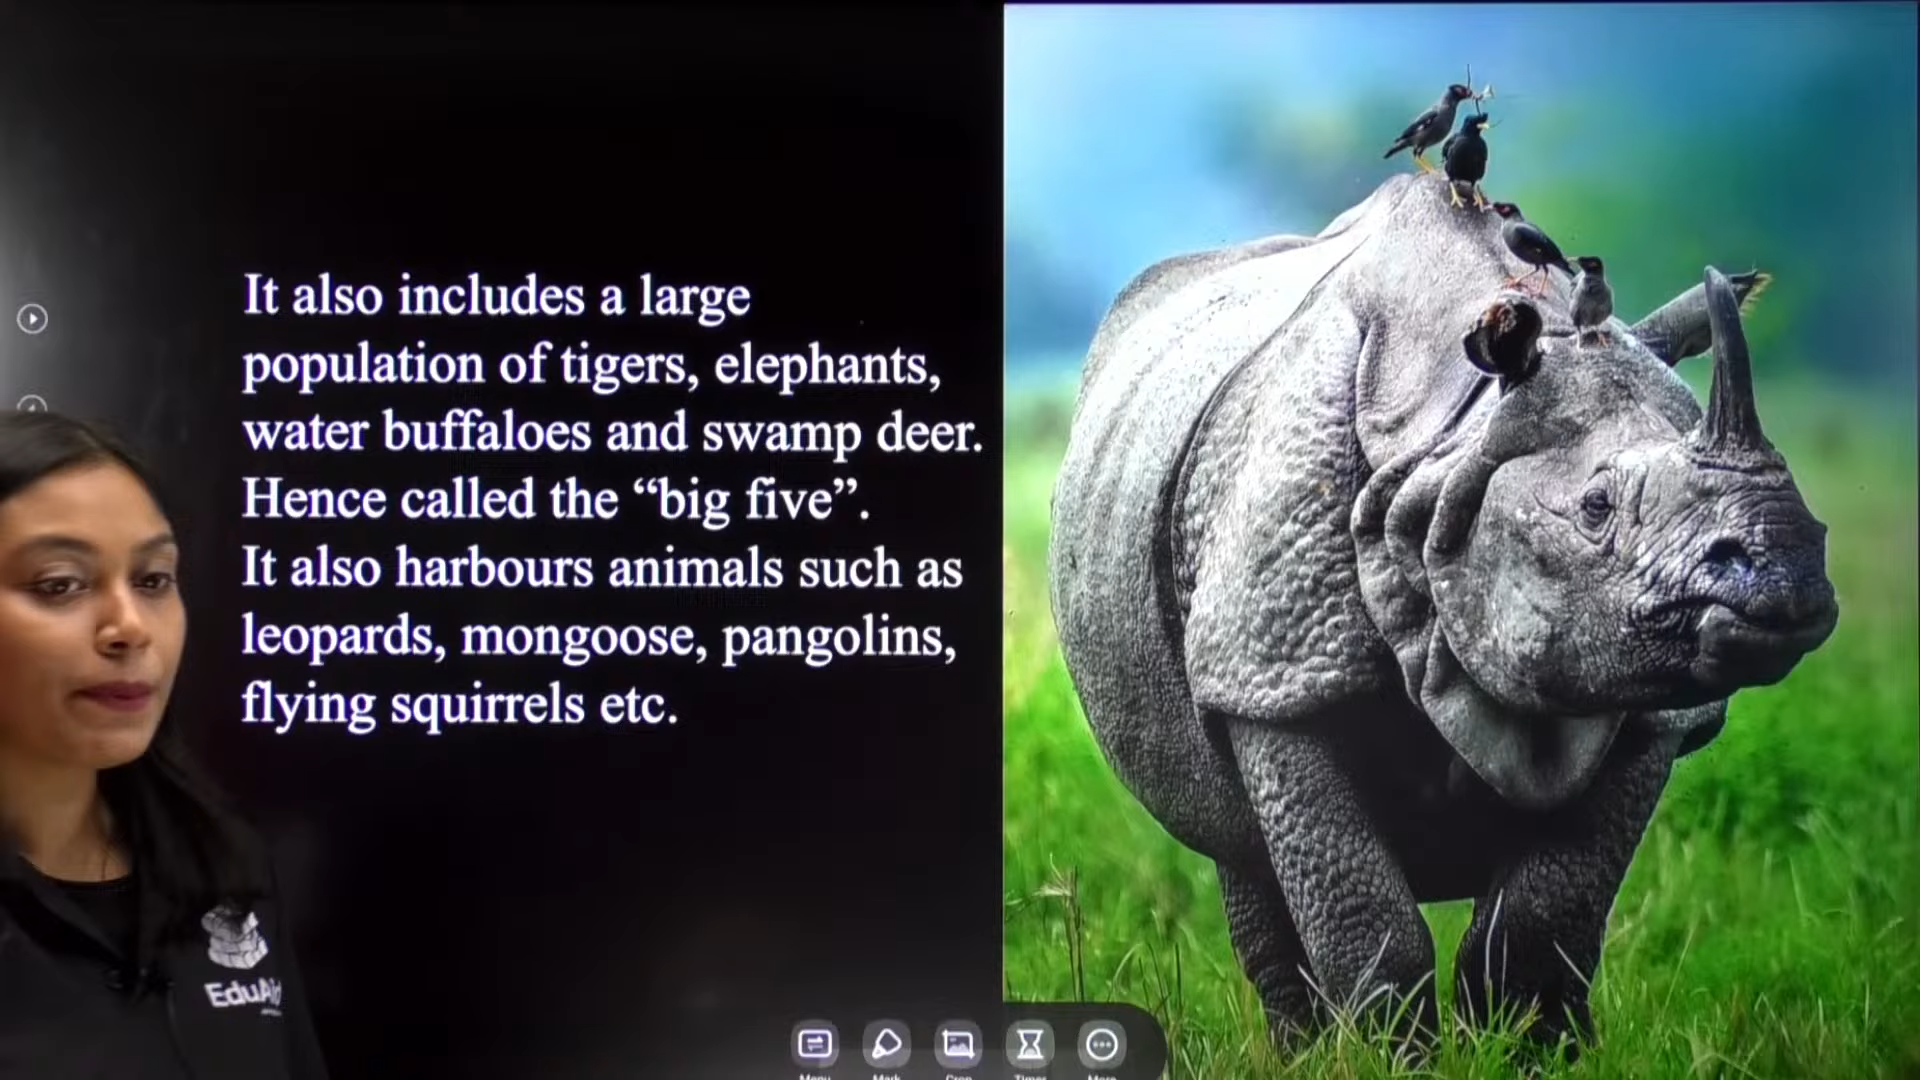 It also includes a large
population of tigers, elephants,
water buffaloes and swamp deer.
Hence called the “big five”.
It also harbours animals such as
leopards, mongoose, pangolins,
flying squirrels etc.